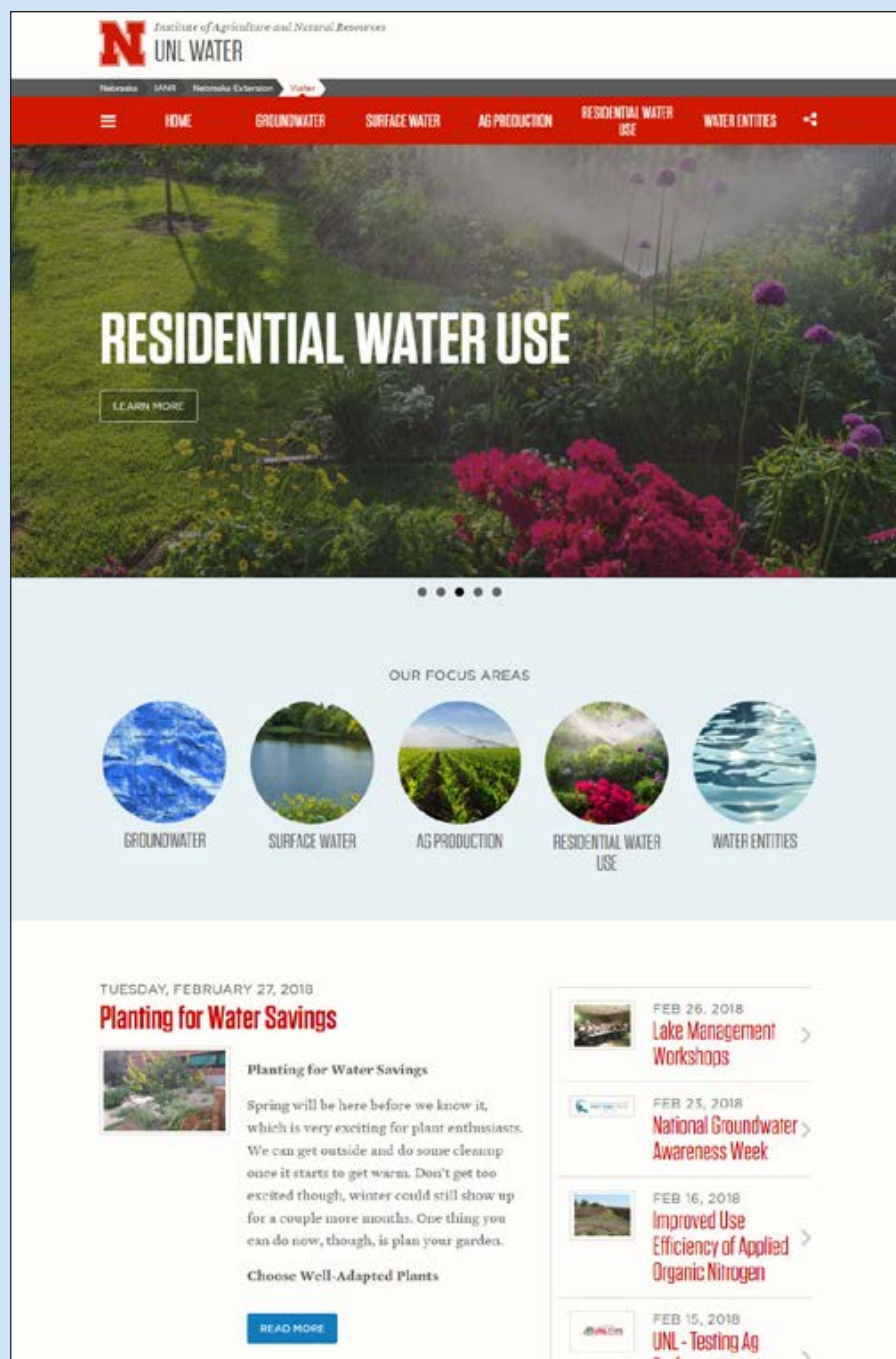 Institute of Agriculture and Natural Resources
N
UNL WATER
Nebraska IANR Nebraska Extension Water
HOME GROUNDWATER SURFACE WATER AG PRODUCTION RESIDENTIAL WATER USE WATER ENTITIES
RESIDENTIAL WATER USE
LEARN MORE
OUR FOCUS AREAS
GROUNDWATER
SURFACE WATER
AG PRODUCTION
RESIDENTIAL WATER
USE
WATER ENTITIES
TUESDAY, FEBRUARY 27, 2018
Planting for Water Savings
Planting for Water Savings
Spring will be here before we know it,
which is very exciting for plant enthusiasts.
We can get outside and do some cleanup
once it starts to get warm. Don't get too
excited though, winter could still show up
for a couple more months. One thing you
can do now, though, is plan your garden.
Choose Well-Adapted Plants
READ MORE
FEB 26, 2018
Lake Management
Workshops
FEB 23, 2018
National Groundwater
Awareness Week
FEB 16, 2018
Improved Use
Efficiency of Applied
Organic Nitrogen
FEB 15, 2018
UNL - Testing Ag